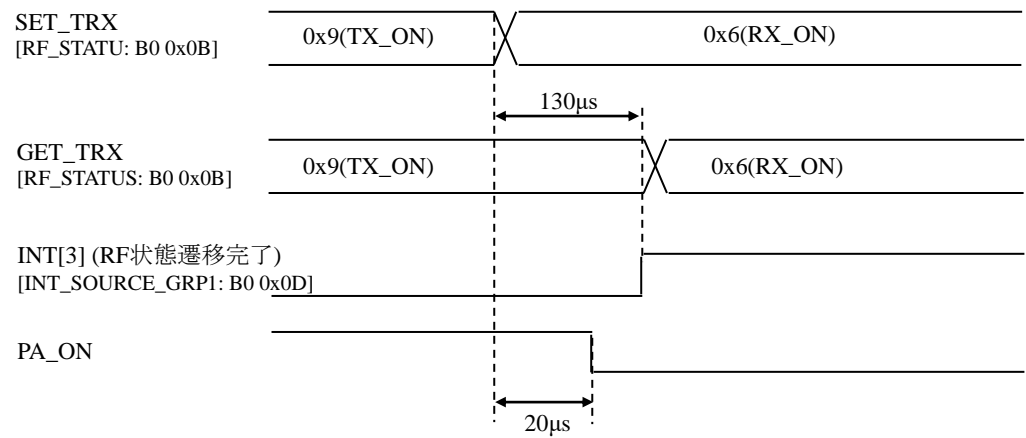 SET_TRX
[RF_STATU: B0 0x0B]
0x9(TX_ON)
0x6(RX_ON)
130μs
GET_TRX
[RF_STATUS: B0 0x0B]
0x9(TX_ON)
0x6(RX_ON)
INT[3] (RF状態遷移完了)
[INT_SOURCE_GRP1: B0 0x0D]
PA_ON
20μs